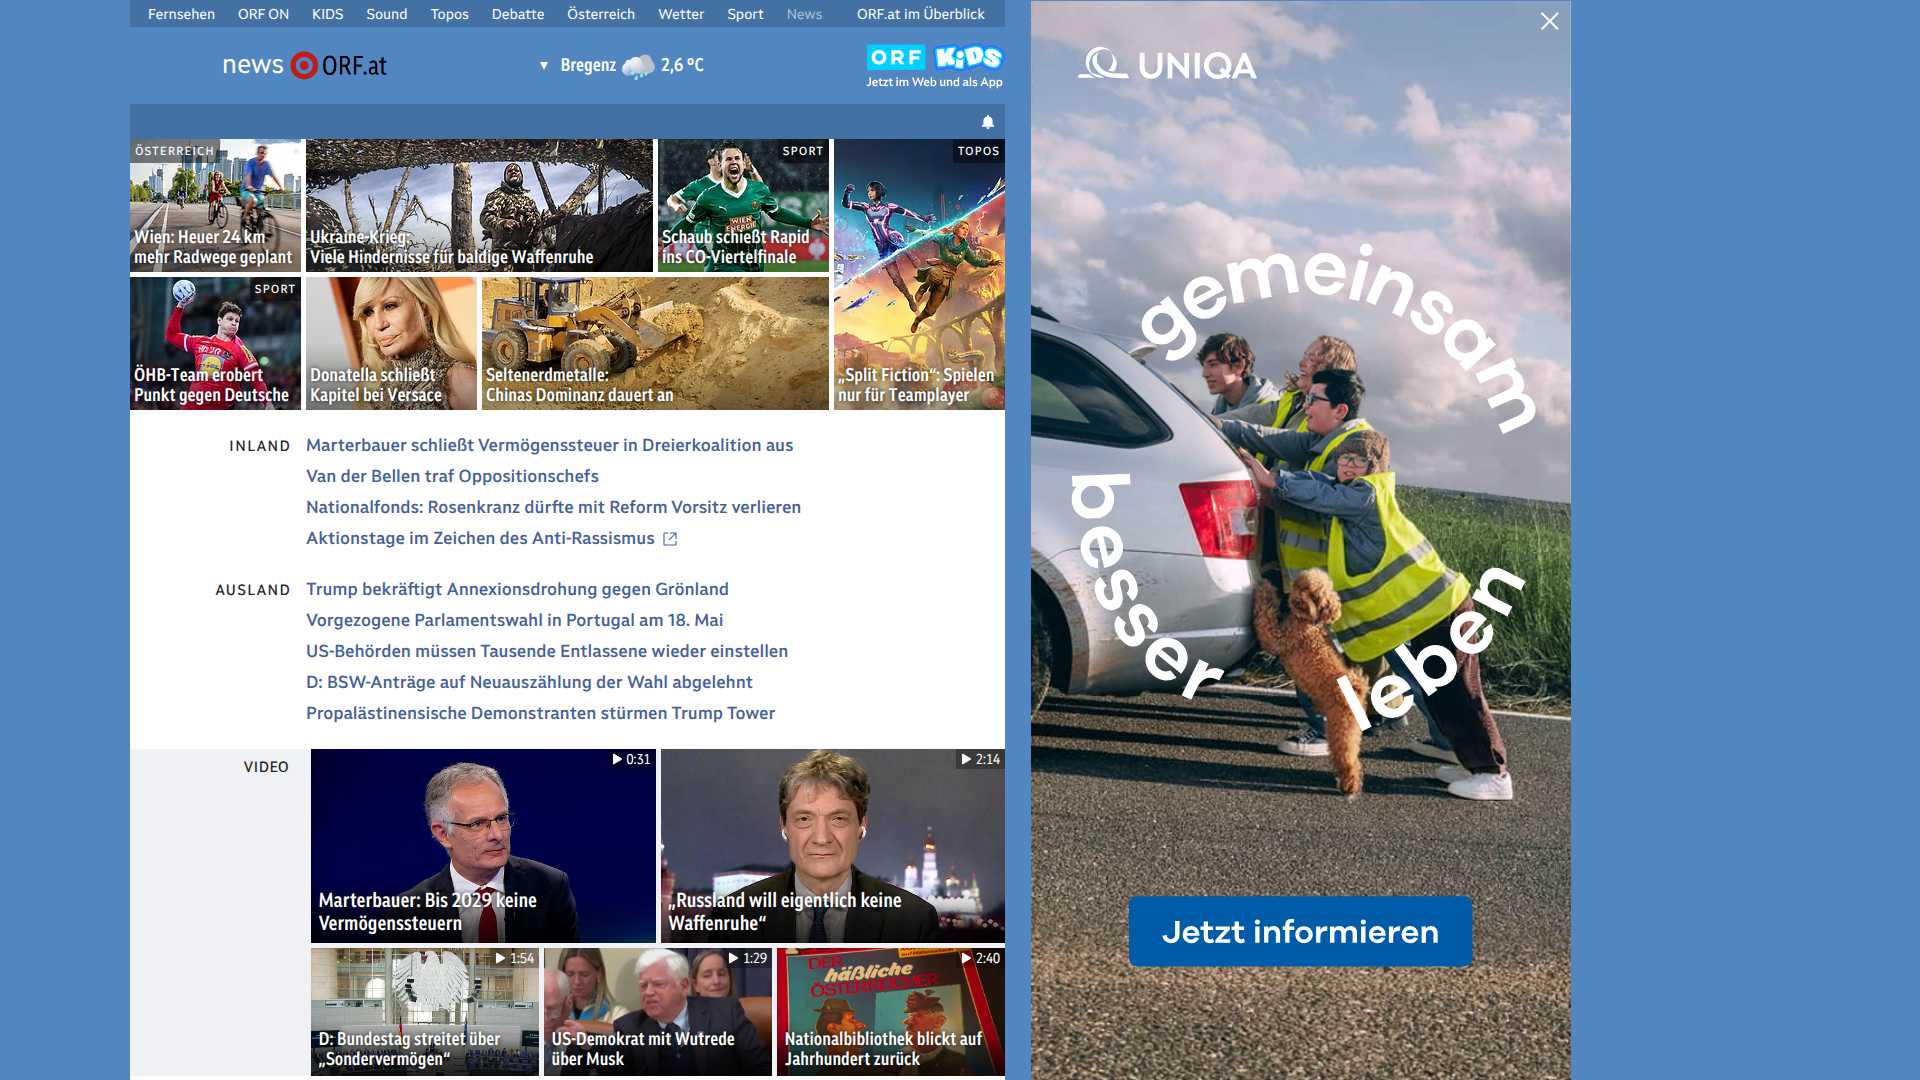 Fernsehen ORF ON KIDS Sound Topos Debatte Österreich Wetter Sport News ORF.at im Überblick
news ORF.at
▼ Bregenz 2,6 °C
ORF KiDS
Jetzt im Web und als App
ÖSTERREICH
Wien: Heuer 24 km
mehr Radwege geplant
Ukraine-Krieg:
Viele Hindernisse für baldige Waffenruhe
SPORT
WIEN
ENERGIE
Schaub schießt Rapid
ins CO-Viertelfinale
TOPOS
„Split Fiction“: Spielen
nur für Teamplayer
SPORT
ÖHB-Team erobert
Punkt gegen Deutsche
Donatella schließt
Kapitel bei Versace
Seltenerdmetalle:
Chinas Dominanz dauert an
INLAND
Marterbauer schließt Vermögenssteuer in Dreierkoalition aus
Van der Bellen traf Oppositionschefs
Nationalfonds: Rosenkranz dürfte mit Reform Vorsitz verlieren
Aktionstage im Zeichen des Anti-Rassismus
AUSLAND
Trump bekräftigt Annexionsdrohung gegen Grönland
Vorgezogene Parlamentswahl in Portugal am 18. Mai
US-Behörden müssen Tausende Entlassene wieder einstellen
D: BSW-Anträge auf Neuauszählung der Wahl abgelehnt
Propalästinensische Demonstranten stürmen Trump Tower
VIDEO
0:31
Marterbauer: Bis 2029 keine
Vermögenssteuern
2:14
„Russland will eigentlich keine
Waffenruhe“
1:54
D: Bundestag streitet über
„Sondervermögen“
1:29
US-Demokrat mit Wutrede
über Musk
2:40
DER
häßliche
ÖSTERREICHER
Nationalbibliothek blickt auf
Jahrhundert zurück
UNIQA
gemeinsam
besser
leben
Jetzt informieren